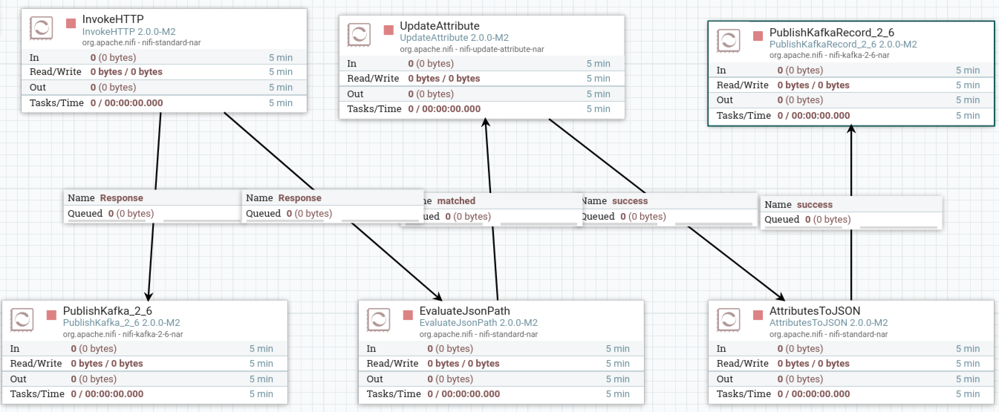 InvokeHTTP
InvokeHTTP 2.0.0-M2
org.apache.nifi - nifi-standard-nar
In 0 (0 bytes) 5 min
Read/Write 0 bytes / 0 bytes 5 min
Out 0 (0 bytes) 5 min
Tasks/Time 0 / 00:00:00.000 5 min
UpdateAttribute
UpdateAttribute 2.0.0-M2
org.apache.nifi - nifi-update-attribute-nar
In 0 (0 bytes) 5 min
Read/Write 0 bytes / 0 bytes 5 min
Out 0 (0 bytes) 5 min
Tasks/Time 0 / 00:00:00.000 5 min
PublishKafkaRecord_2_6
PublishKafkaRecord_2_6 2.0.0-M2
org.apache.nifi - nifi-kafka-2-6-nar
In 0 (0 bytes) 5 min
Read/Write 0 bytes / 0 bytes 5 min
Out 0 (0 bytes) 5 min
Tasks/Time 0 / 00:00:00.000 5 min
Name Response
Queued 0 (0 bytes)
Name Response
Queued 0 (0 bytes)
me matched
ued 0 (0 bytes)
Name success
Queued 0 (0 bytes)
Name success
Queued 0 (0 bytes)
PublishKafka_2_6
PublishKafka_2_6 2.0.0-M2
org.apache.nifi - nifi-kafka-2-6-nar
In 0 (0 bytes) 5 min
Read/Write 0 bytes / 0 bytes 5 min
Out 0 (0 bytes) 5 min
Tasks/Time 0 / 00:00:00.000 5 min
EvaluateJsonPath
EvaluateJsonPath 2.0.0-M2
org.apache.nifi - nifi-standard-nar
In 0 (0 bytes) 5 min
Read/Write 0 bytes / 0 bytes 5 min
Out 0 (0 bytes) 5 min
Tasks/Time 0 / 00:00:00.000 5 min
AttributesToJSON
AttributesToJSON 2.0.0-M2
org.apache.nifi - nifi-standard-nar
In 0 (0 bytes) 5 min
Read/Write 0 bytes / 0 bytes 5 min
Out 0 (0 bytes) 5 min
Tasks/Time 0 / 00:00:00.000 5 min